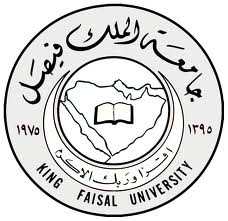 جامعة الملك فيصل
١٩٧٥
١٣٩٥
اقرأ وربك الأكرم
KING FAISAL UNIVERSITY